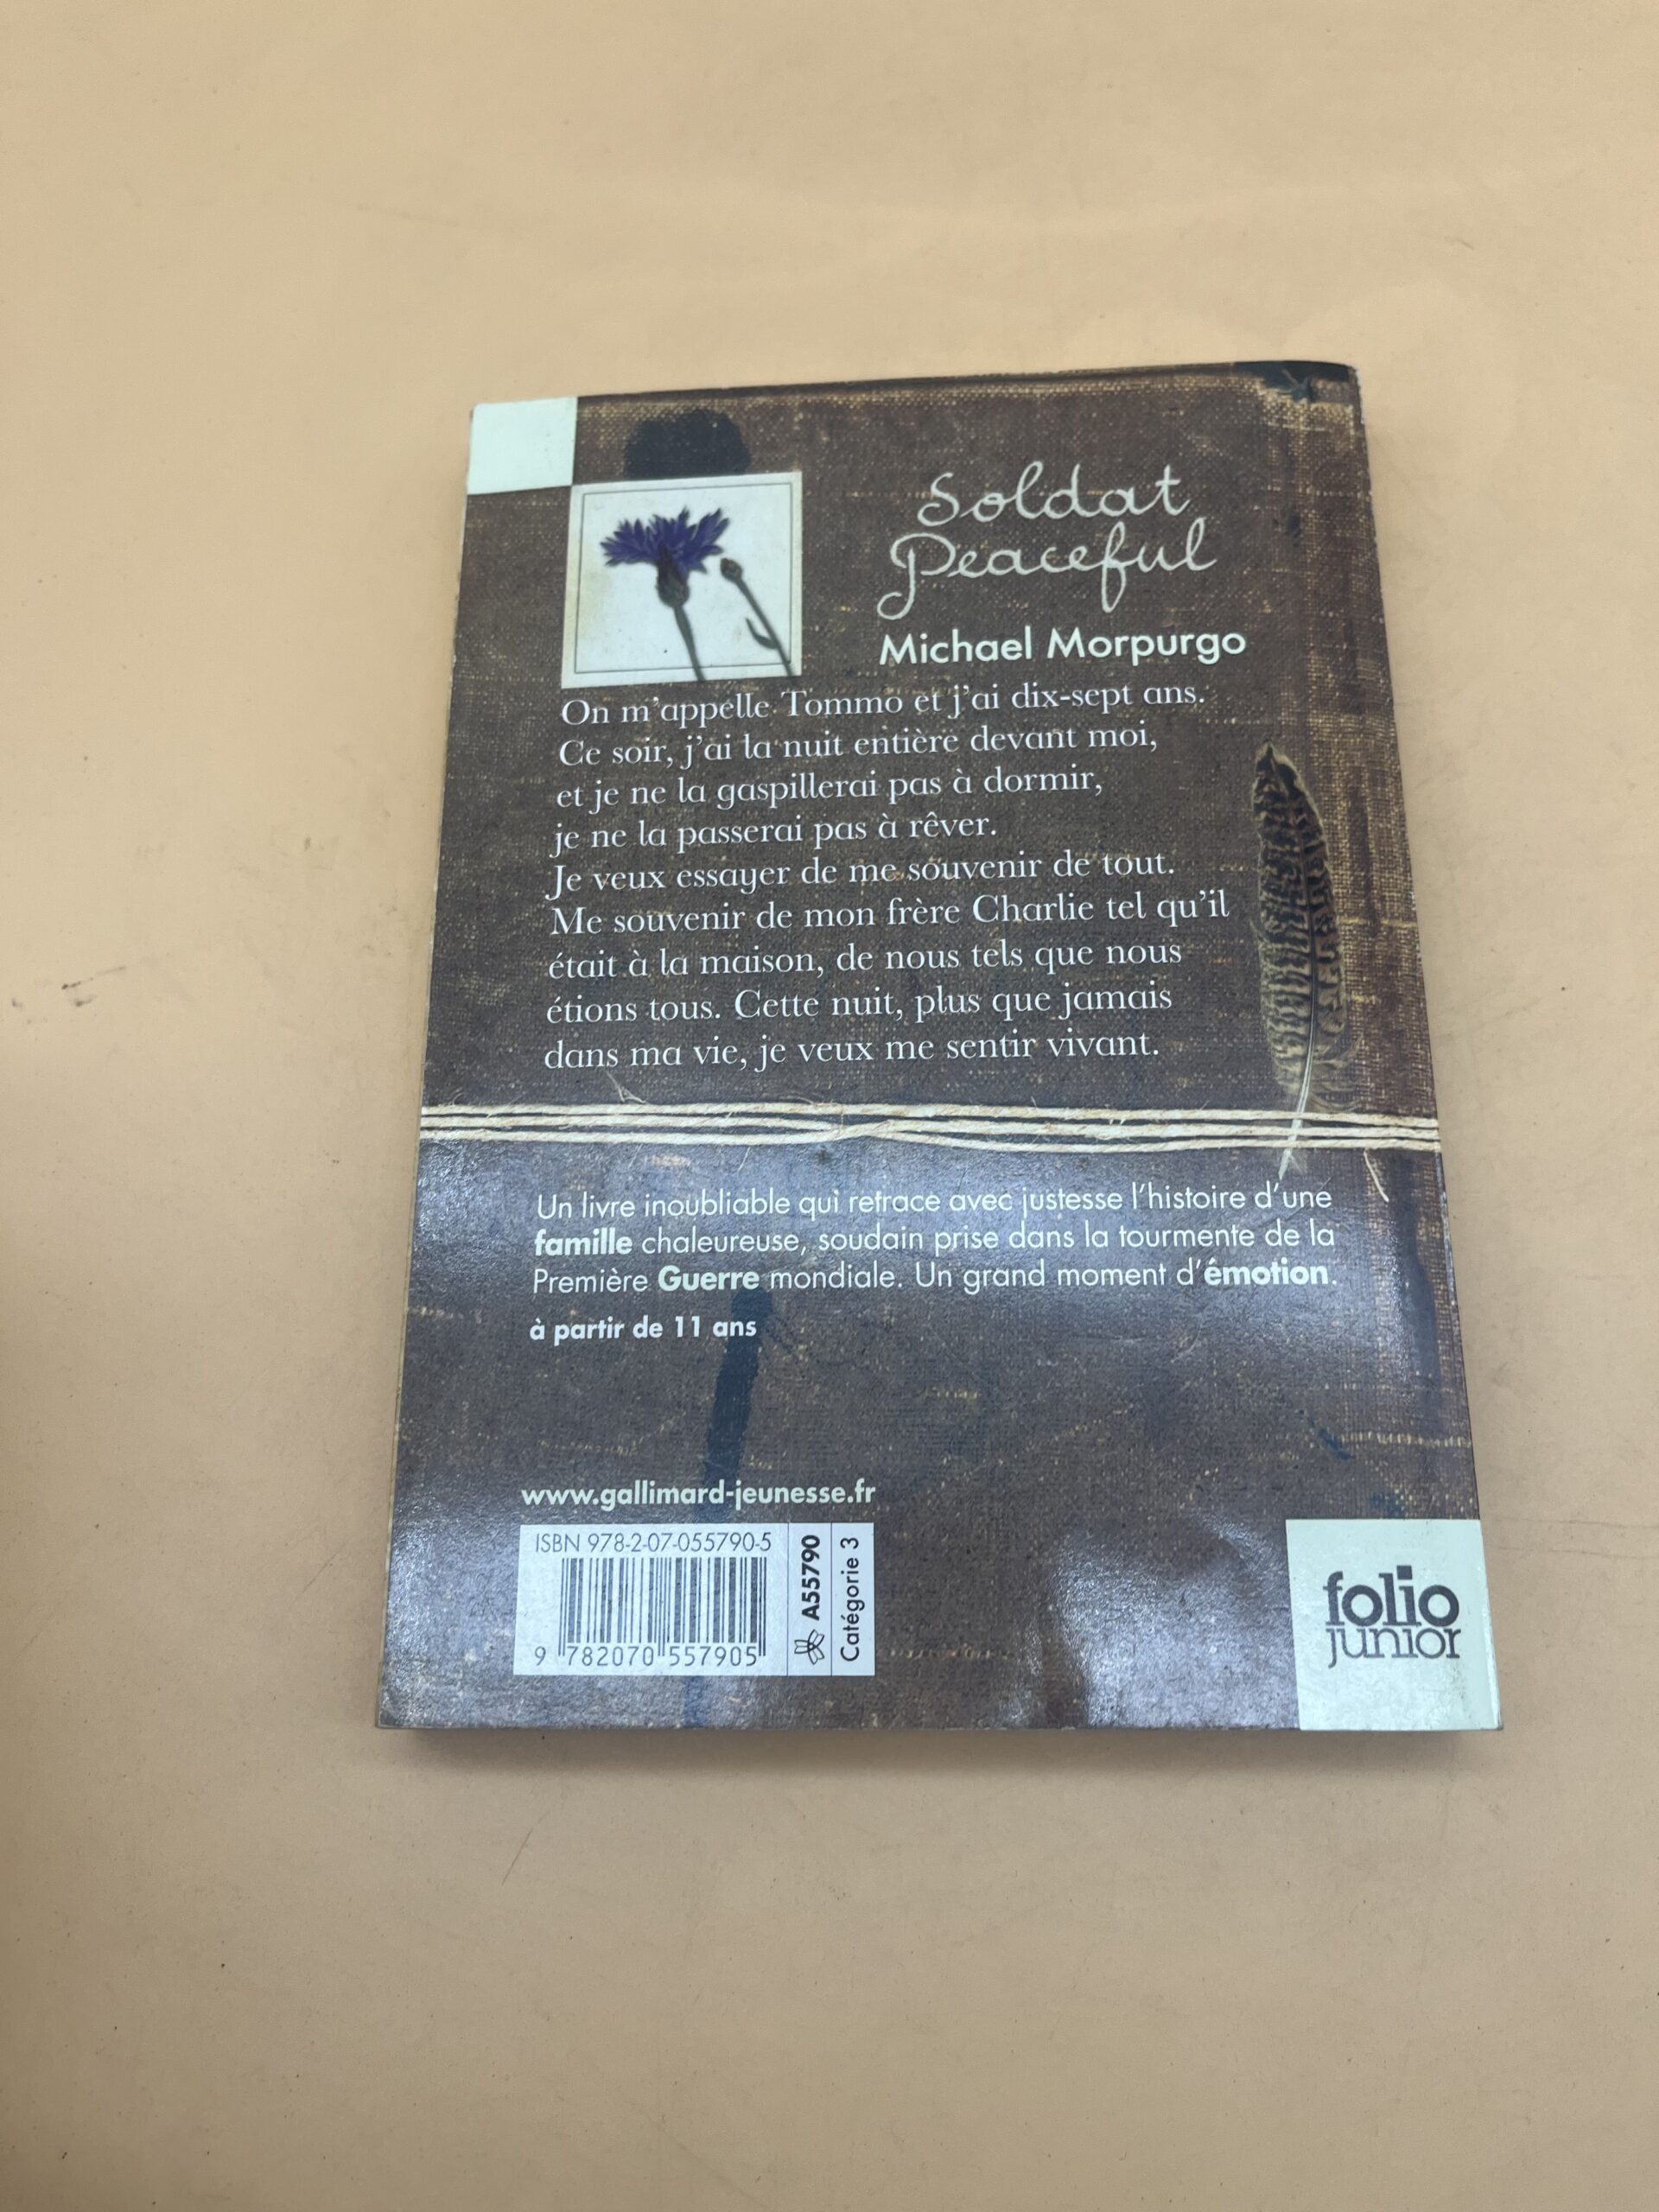 Soldat
Peaceful
Michael Morpurgo
On m'appelle Tommo et j'ai dix-sept ans.
Ce soir, j'ai la nuit entière devant moi,
et je ne la gaspillerai pas à dormir,
je ne la passerai pas à rêver.
Je veux essayer de me souvenir de tout.
Me souvenir de mon frère Charlie tel qu'il
était à la maison, de nous tels que nous
étions tous. Cette nuit, plus que jamais
dans ma vie, je veux me sentir vivant.
Un livre inoubliable qui retrace avec justesse l'histoire d'une
famille chaleureuse, soudain prise dans la tourmente de la
Première Guerre mondiale. Un grand moment d'émotion.
à partir de 11 ans
www.gallimard-jeunesse.fr
ISBN 978-2-07-055790-5
9 782070 557905
A55790
Catégorie 3
folio
junior